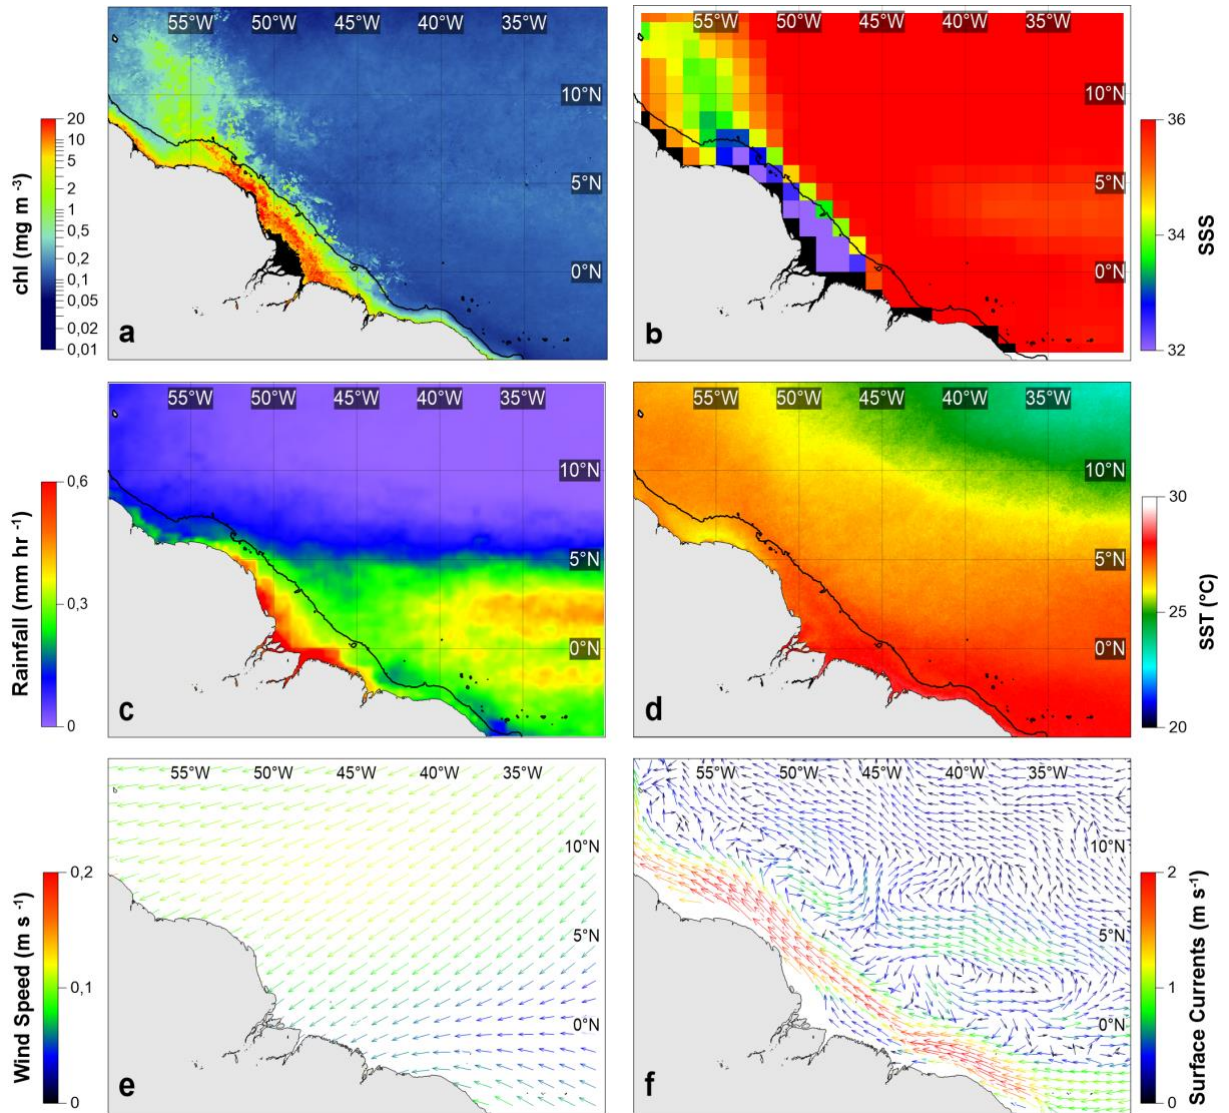 55°W 50°W 45°W 40°W 35°W
10°N
5°N
0°N
chl (mg m -3)
20
10
5
2
1
0,5
0,2
0,1
0,05
0,02
0,01
a
55°W 50°W 45°W 40°W 35°W
10°N
5°N
0°N
SSS
36
34
32
b
55°W 50°W 45°W 40°W 35°W
10°N
5°N
0°N
Rainfall (mm hr -1)
0,6
0,3
0
c
55°W 50°W 45°W 40°W 35°W
10°N
5°N
0°N
SST (°C)
30
25
20
d
55°W 50°W 45°W 40°W 35°W
10°N
5°N
0°N
Wind Speed (m s -1)
0,2
0,1
0
e
55°W 50°W 45°W 40°W 35°W
10°N
5°N
0°N
Surface Currents (m s-1)
2
1
0
f